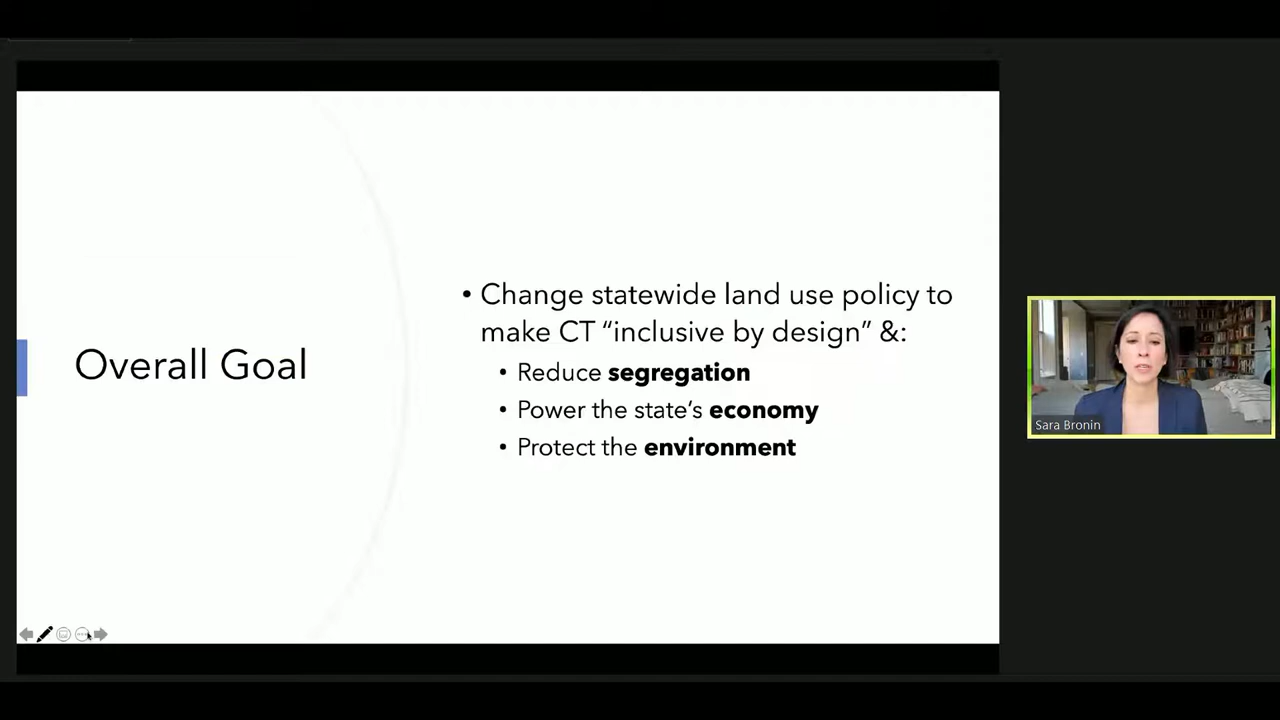 Overall Goal
• Change statewide land use policy to
make CT “inclusive by design” &:
• Reduce segregation
• Power the state’s economy
• Protect the environment
Sara Bronin